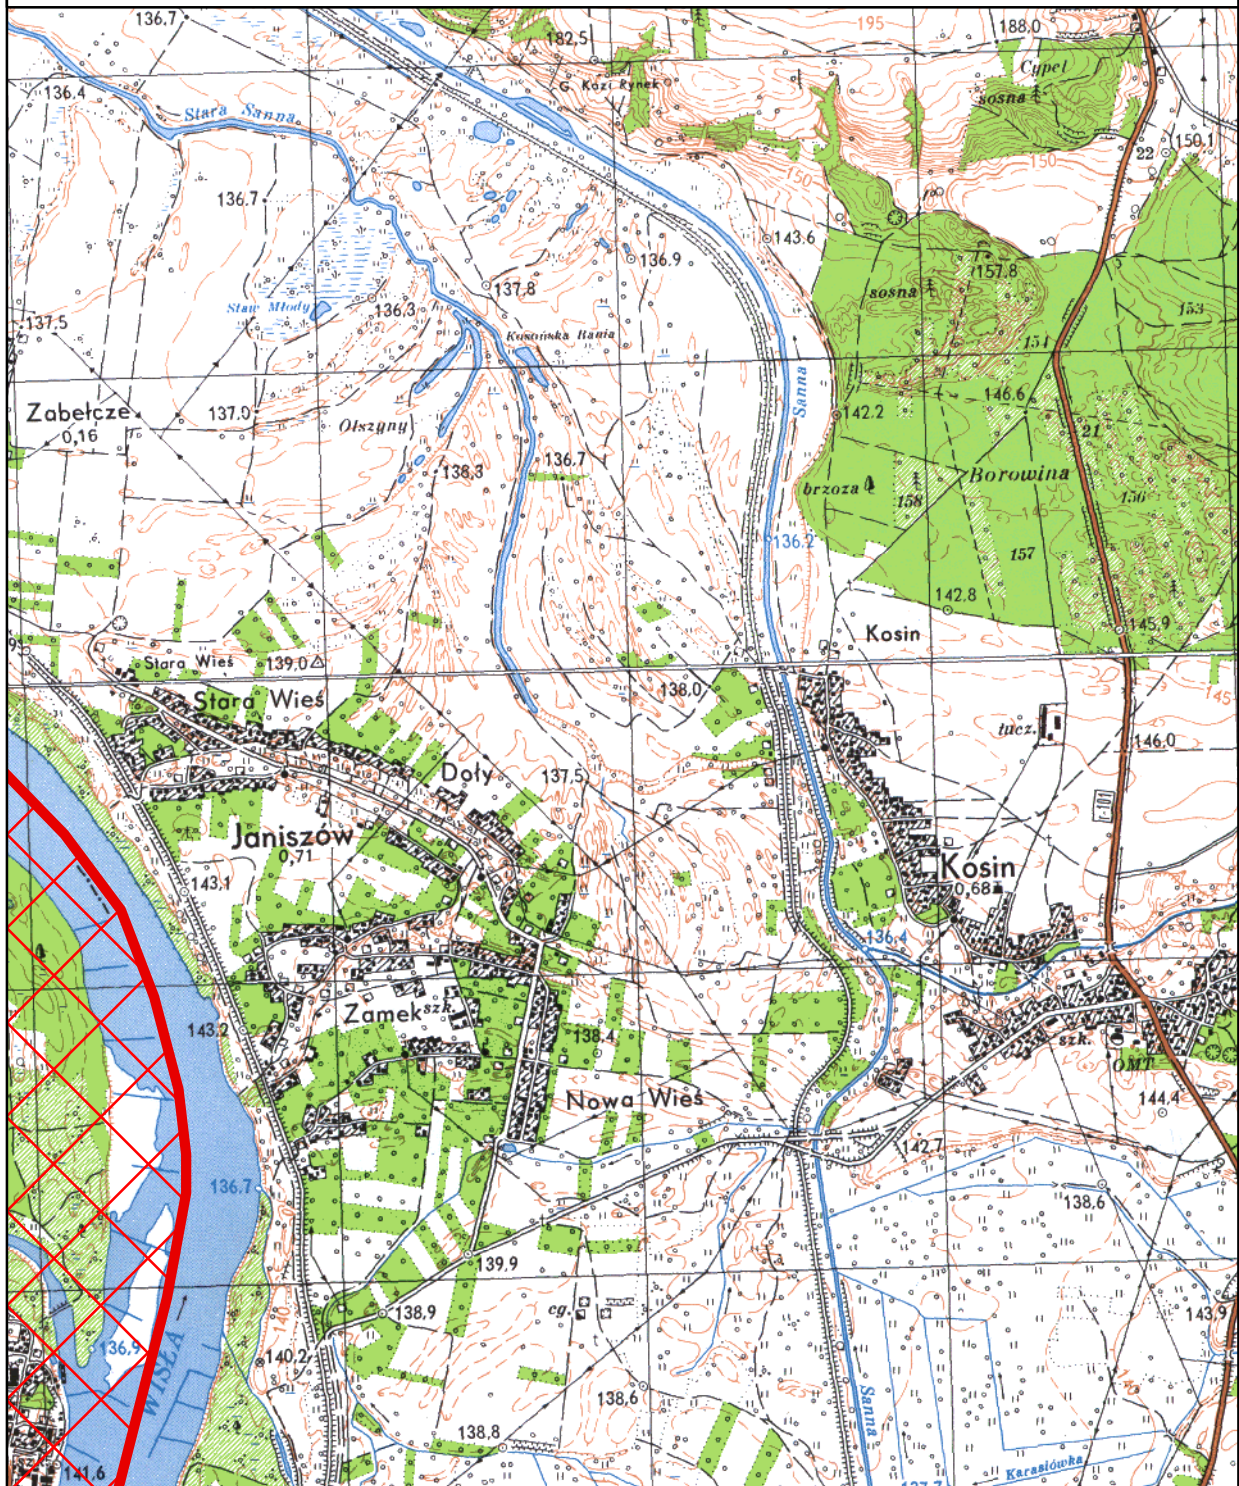 136.7
182,5
195
188,0
Cypel
136.4
G. Kozi Rynek
sosna
Stara Sanna
22
150,1
150
150
136.7
143.6
136.9
157,8
137,8
sosna
Staw Młody
136,3
153
137.5
154
Sanna
146.6
Zabełcze
0,16
137.0
142.2
Olszyny
21
138,3
136.7
Borowina
brzoza
158
156
136.2
157
142.8
145.9
Kosin
Stara Wieś
139.0
138.0
145
Stara Wieś
tucz.
146.0
Doły
137.5
Janiszów
0,71
Kosin
0,68
143,1
136.4
Zamek
szk.
143.2
138.4
szk.
OMT
Nowa Wieś
144,4
142.7
136.7
138,6
139,9
cg.
138,9
140
143,9
136,9
140,2
WISŁA
138,6
Sanna
138,8
141,6
Karasiówka